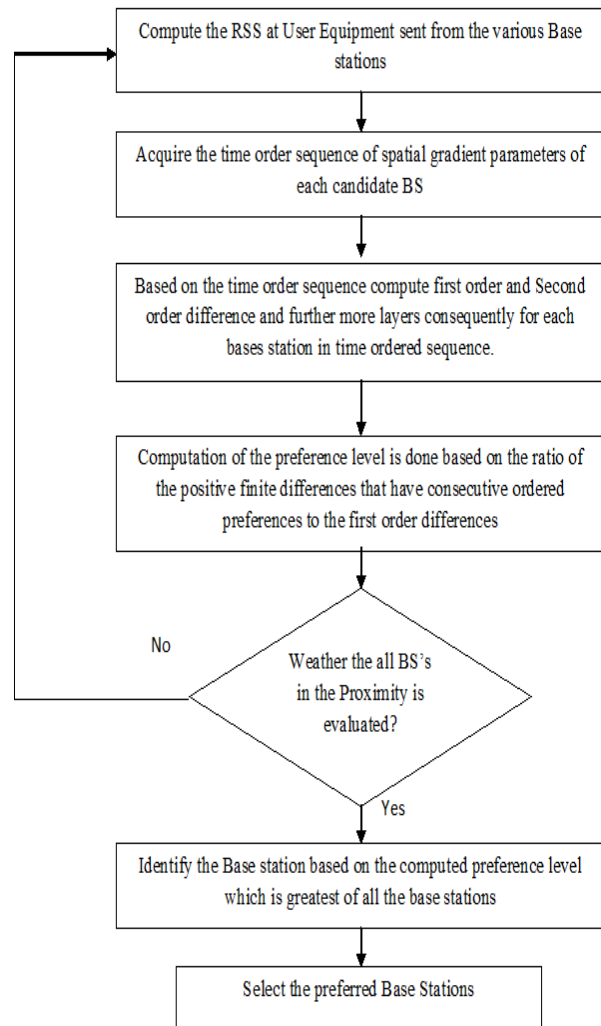 Compute the RSS at User Equipment sent from the various Base
stations
Acquire the time order sequence of spatial gradient parameters of
each candidate BS
Based on the time order sequence compute first order and Second
order difference and further more layers consequently for each
bases station in time ordered sequence.
Computation of the preference level is done based on the ratio of
the positive finite differences that have consecutive ordered
preferences to the first order differences
No
Weather the all BS's
in the Proximity is
evaluated?
Yes
Identify the Base station based on the computed preference level
which is greatest of all the base stations
Select the preferred Base Stations